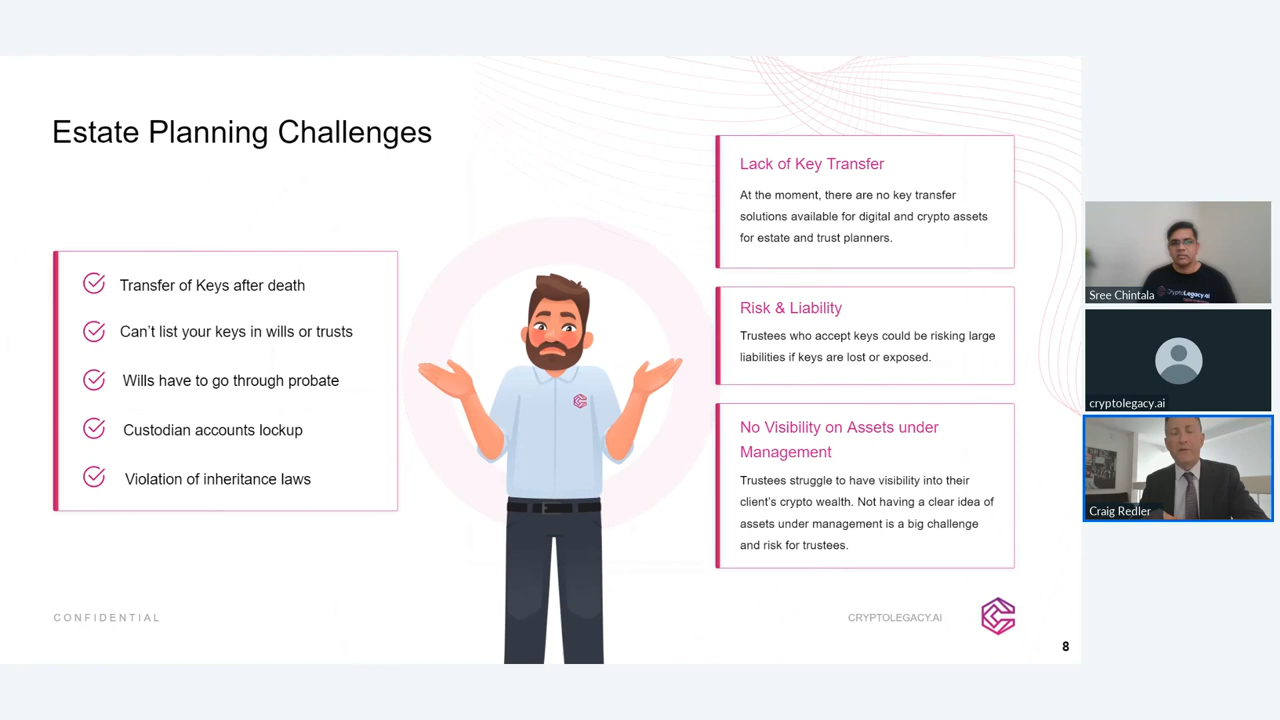 Estate Planning Challenges
Transfer of Keys after death
Can't list your keys in wills or trusts
Wills have to go through probate
Custodian accounts lockup
Violation of inheritance laws
Lack of Key Transfer
At the moment, there are no key transfer
solutions available for digital and crypto assets
for estate and trust planners.
Risk & Liability
Trustees who accept keys could be risking large
liabilities if keys are lost or exposed.
No Visibility on Assets under
Management
Trustees struggle to have visibility into their
client's crypto wealth. Not having a clear idea of
assets under management is a big challenge
and risk for trustees.
CONFIDENTIAL
CRYPTOLEGACY.AI
8
CryptoLegacy.ai
Sree Chintala
cryptolegacy.ai
Craig Redler